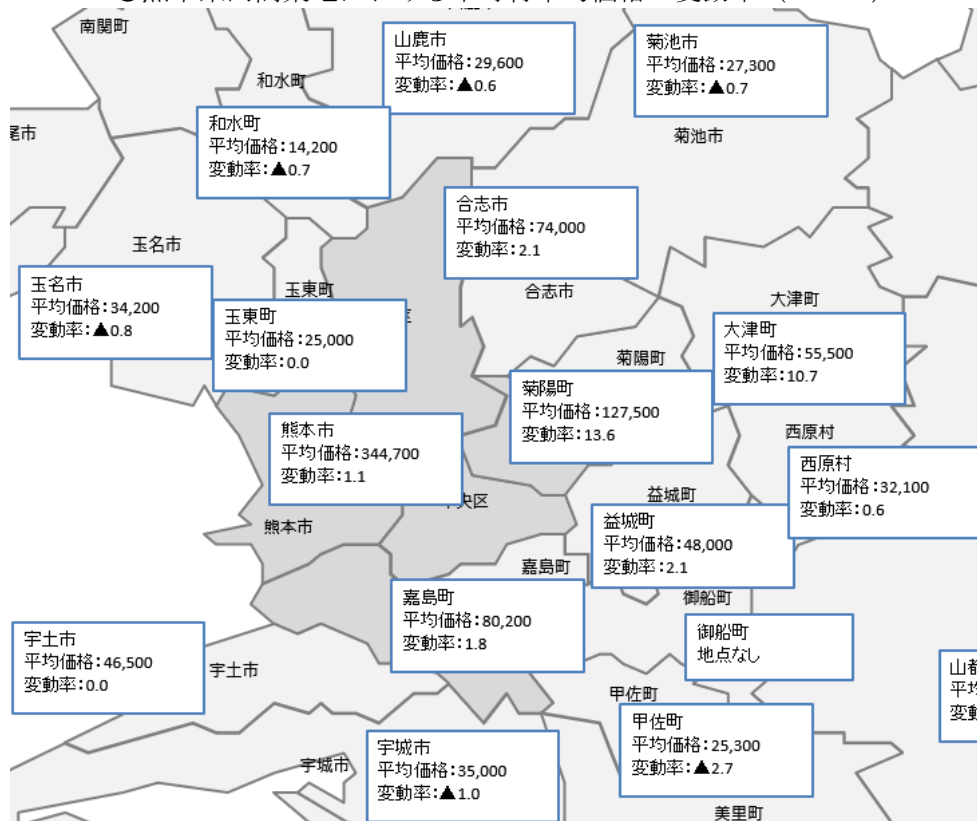 南関町
山鹿市
平均価格:29,600
変動率:▲0.6
菊池市
平均価格:27,300
変動率:▲0.7
和水町
尾市
和水町
平均価格:14,200
変動率:▲0.7
菊池市
合志市
平均価格:74,000
変動率:2.1
玉名市
玉名市
平均価格:34,200
変動率:▲0.8
玉東町
合志市
大津町
玉東町
平均価格:25,000
変動率:0.0
区
大津町
平均価格:55,500
変動率:10.7
菊陽町
菊陽町
平均価格:127,500
変動率:13.6
熊本市
平均価格:344,700
変動率:1.1
西原村
西原村
平均価格:32,100
変動率:0.6
央区
益城町
熊本市
益城町
平均価格:48,000
変動率:2.1
嘉島町
嘉島町
平均価格:80,200
変動率:1.8
御船町
御船町
地点なし
宇土市
平均価格:46,500
変動率:0.0
宇土市
山都
平均
変動
甲佐町
甲佐町
平均価格:25,300
変動率:▲2.7
宇城市
宇城市
平均価格:35,000
変動率:▲1.0
美里町